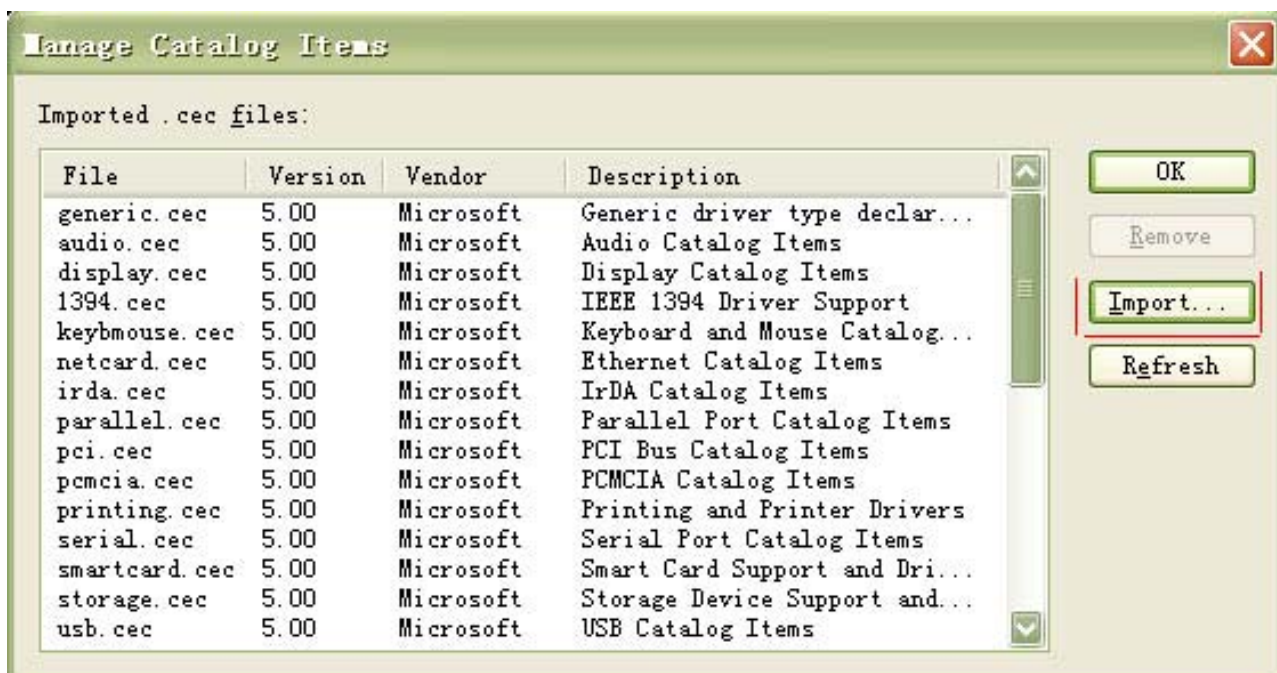 Manage Catalog Items
Imported .cec files:
File Version Vendor Description
generic.cec 5.00 Microsoft Generic driver type declar...
audio.cec 5.00 Microsoft Audio Catalog Items
display.cec 5.00 Microsoft Display Catalog Items
1394.cec 5.00 Microsoft IEEE 1394 Driver Support
keybmouse.cec 5.00 Microsoft Keyboard and Mouse Catalog...
netcard.cec 5.00 Microsoft Ethernet Catalog Items
irda.cec 5.00 Microsoft IrDA Catalog Items
parallel.cec 5.00 Microsoft Parallel Port Catalog Items
pci.cec 5.00 Microsoft PCI Bus Catalog Items
pcmcia.cec 5.00 Microsoft PCMCIA Catalog Items
printing.cec 5.00 Microsoft Printing and Printer Drivers
serial.cec 5.00 Microsoft Serial Port Catalog Items
smartcard.cec 5.00 Microsoft Smart Card Support and Dri...
storage.cec 5.00 Microsoft Storage Device Support and...
usb.cec 5.00 Microsoft USB Catalog Items
OK
Remove
Import...
Refresh